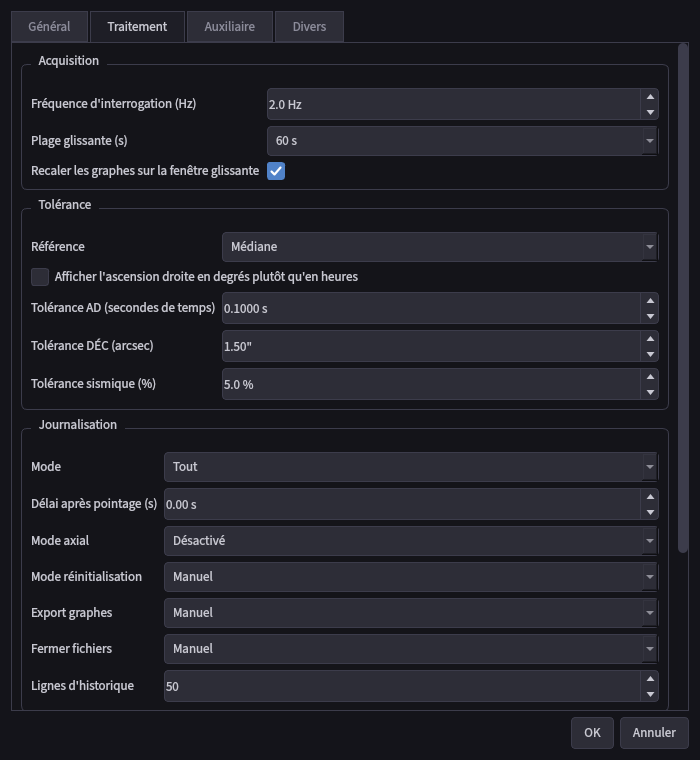 Général Traitement Auxiliaire Divers
Acquisition
Fréquence d'interrogation (Hz) 2.0 Hz
Plage glissante (s) 60 s
Recaler les graphes sur la fenêtre glissante
Tolérance
Référence Médiane
Afficher l'ascension droite en degrés plutôt qu'en heures
Tolérance AD (secondes de temps) 0.1000 s
Tolérance DÉC (arcsec) 1.50"
Tolérance sismique (%) 5.0 %
Journalisation
Mode Tout
Délai après pointage (s) 0.00 s
Mode axial Désactivé
Mode réinitialisation Manuel
Export graphes Manuel
Fermer fichiers Manuel
Lignes d'historique 50
OK Annuler